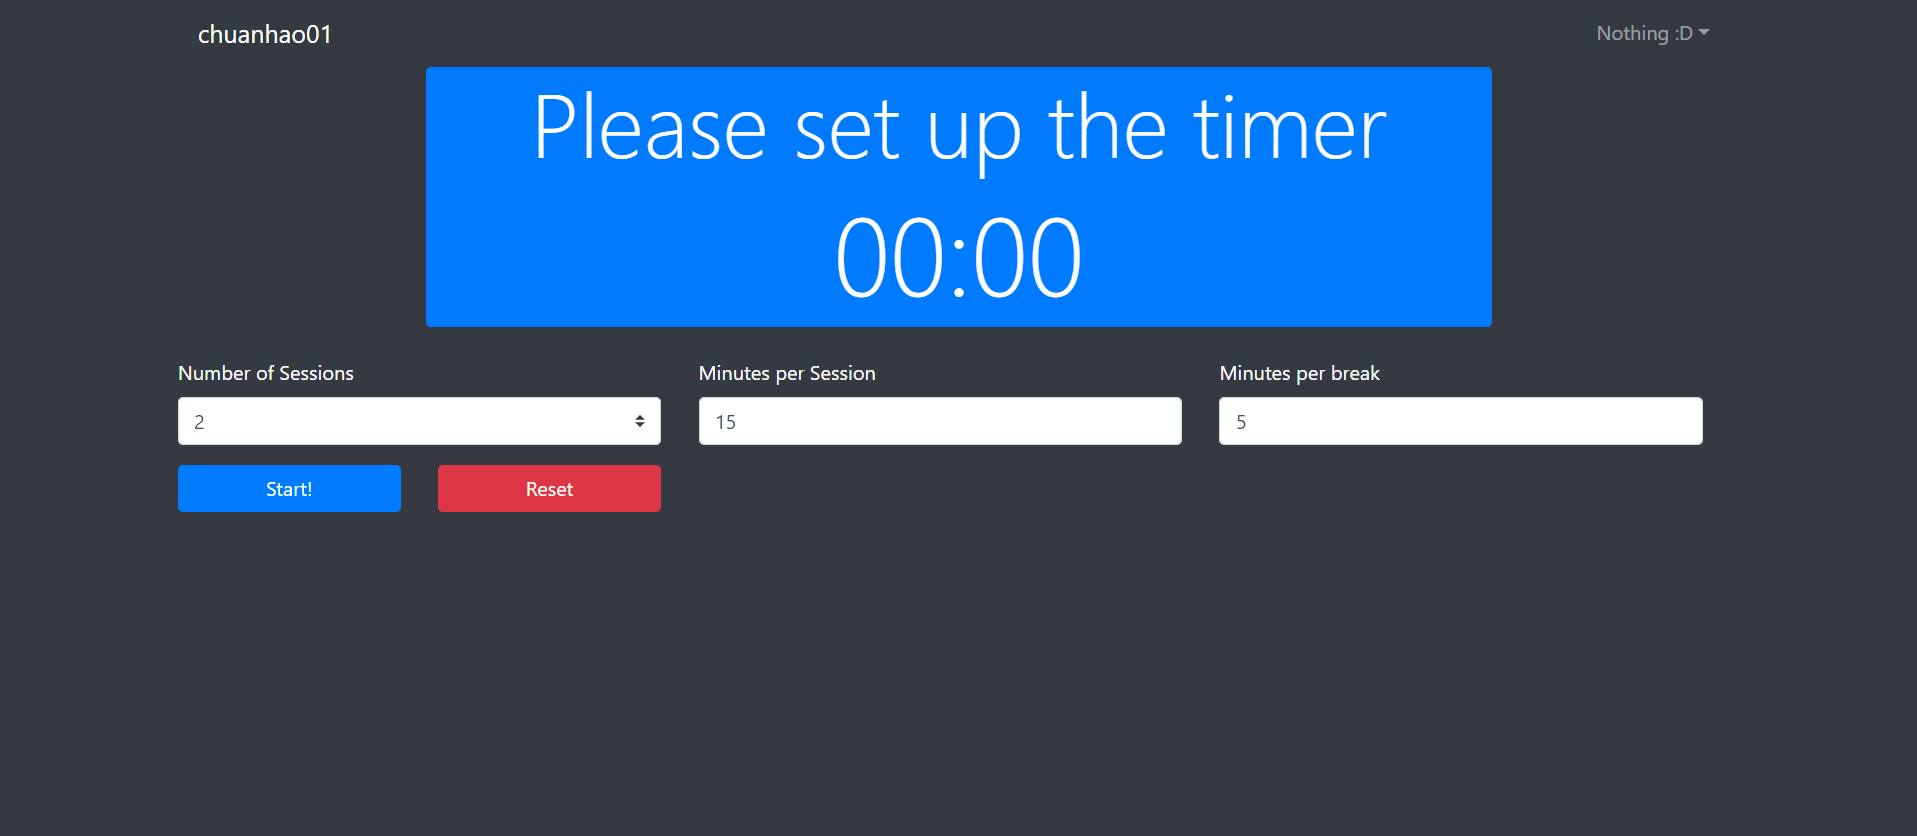 chuanhao01
Nothing :D
Please set up the timer
00:00
Number of Sessions
Minutes per Session
Minutes per break
2
15
5
Start!
Reset